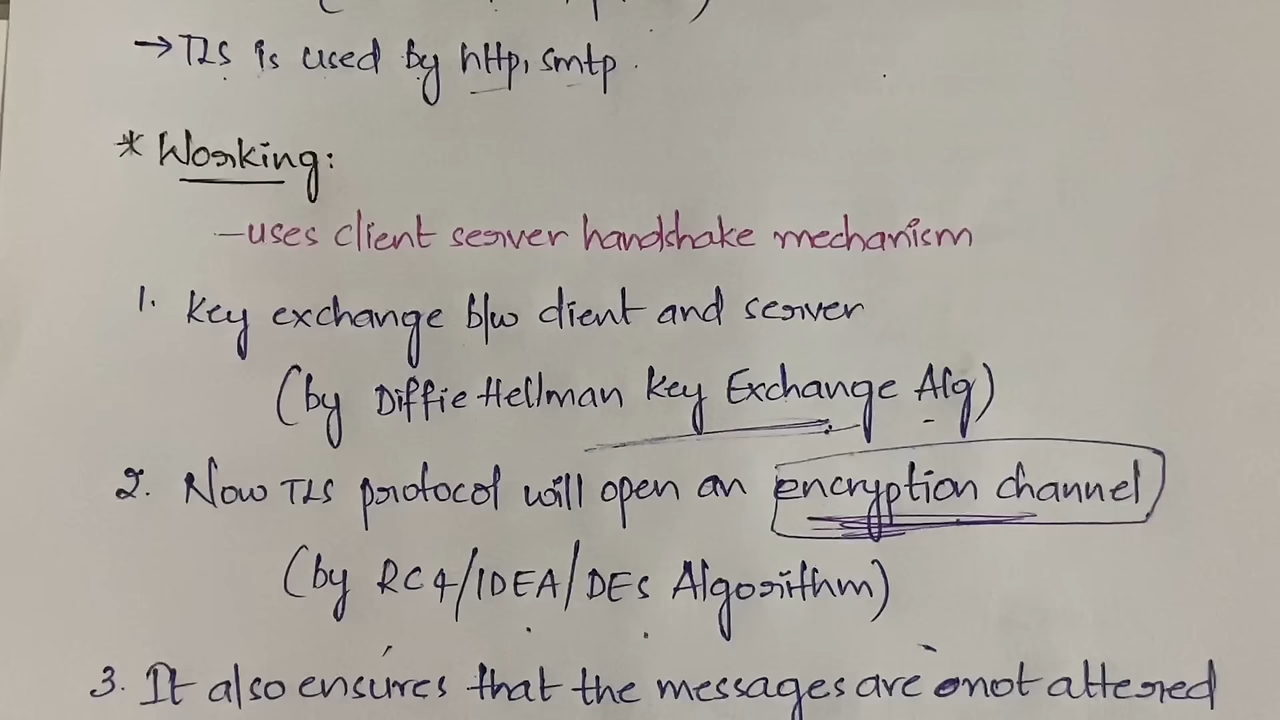 → TLS is used by http, smtp.
* Working:
- uses client server handshake mechanism
1. Key exchange b/w client and server
(by Diffie Hellman Key Exchange Alg)
2. Now TLS protocol will open an encryption channel
(by RC4/IDEA/DES Algorithm)
3. It also ensures that the messages are not altered